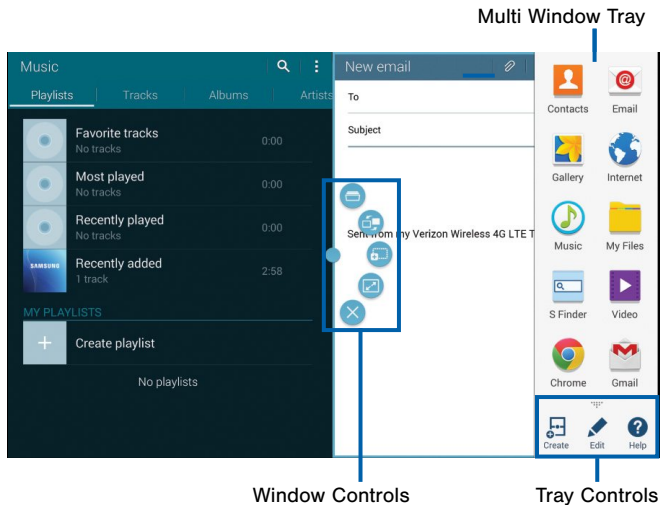 Multi Window Tray
Music
Playlists Tracks Albums Artists
Favorite tracks
No tracks
0:00
Most played
No tracks
0:00
Recently played
No tracks
0:00
SAMSUNG
Recently added
1 track
2:58
MY PLAYLISTS
Create playlist
No playlists
New email
To
Subject
Sent from my Verizon Wireless 4G LTE T
Contacts Email
Gallery Internet
Music My Files
S Finder Video
Chrome Gmail
Create Edit Help
Window Controls
Tray Controls